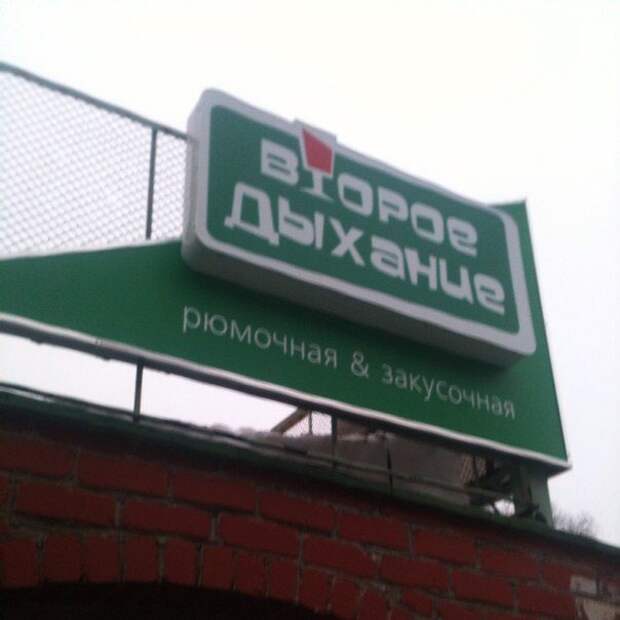 Второе
дыхание
рюмочная & закусочная